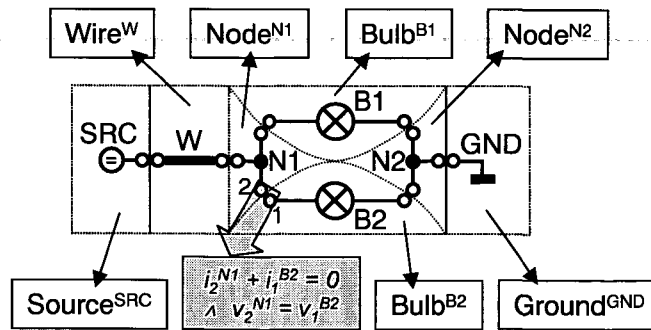 Wire^W
Node^N1
Bulb^B1
Node^N2
SRC
W
N1
B1
N2
GND
=
2
1
B2
i_2^N1 + i_1^B2 = 0
∧ v_2^N1 = v_1^B2
Source^SRC
Bulb^B2
Ground^GND